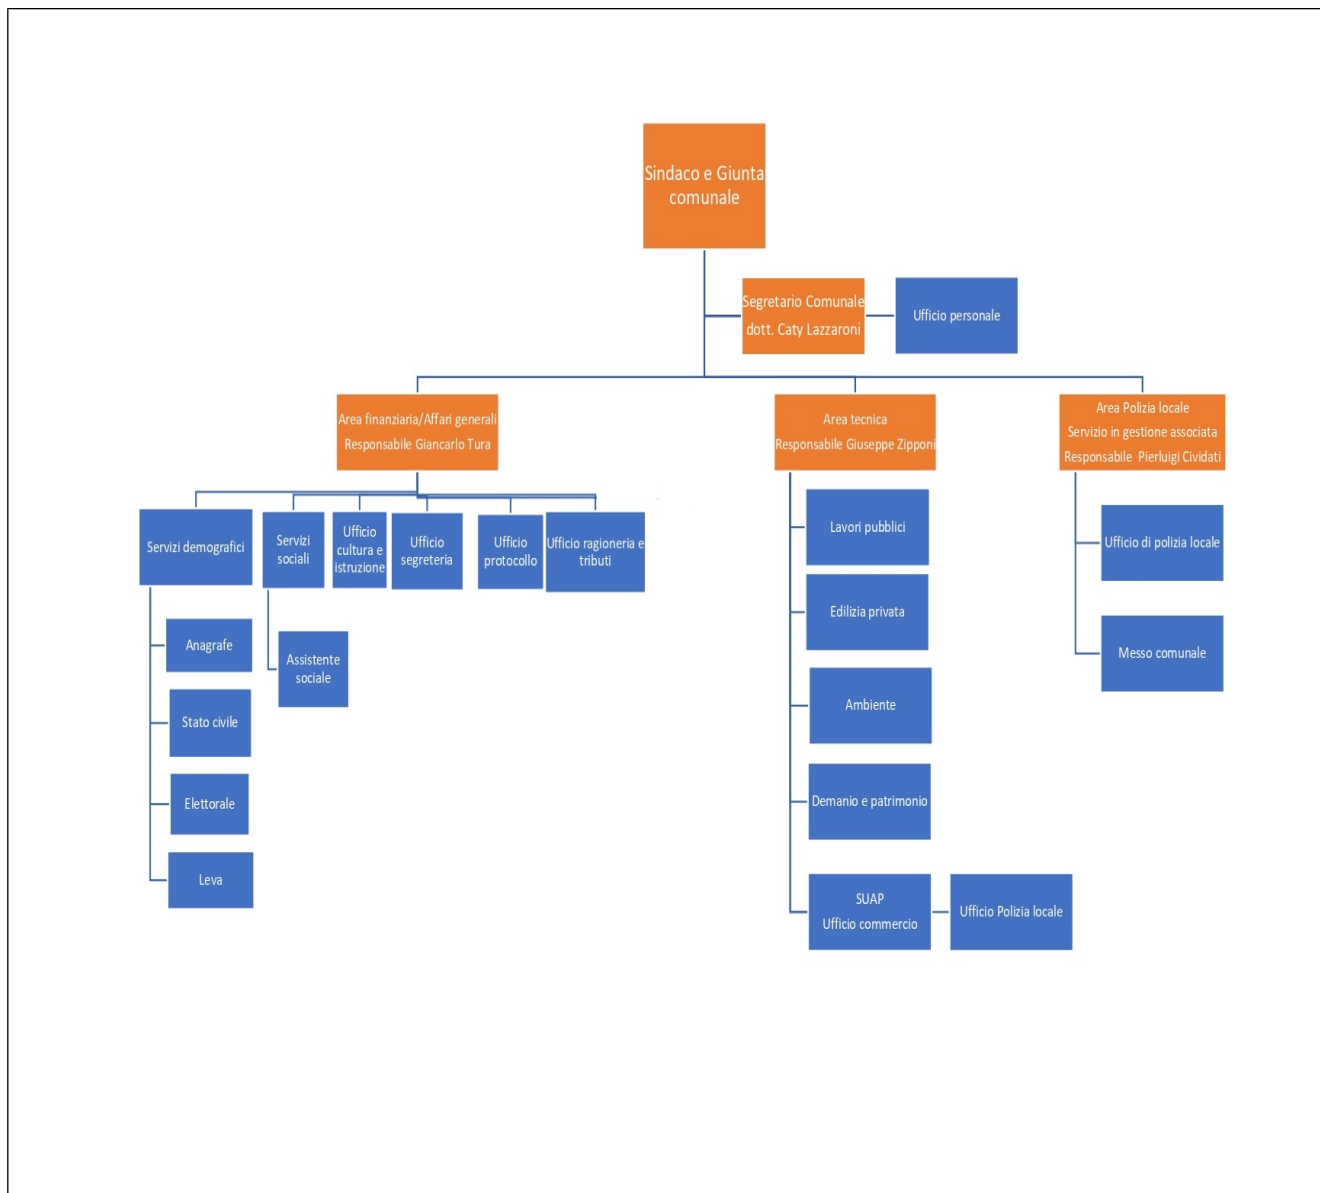 Sindaco e Giunta
comunale
Segretario Comunale
dott. Caty Lazzaroni
Ufficio personale
Area finanziaria/Affari generali
Responsabile Giancarlo Tura
Area tecnica
Responsabile Giuseppe Zipponi
Area Polizia locale
Servizio in gestione associata
Responsabile Pierluigi Cividati
Servizi demografici
Servizi
sociali
Ufficio
cultura e
istruzione
Ufficio
segreteria
Ufficio
protocollo
Ufficio ragioneria e
tributi
Anagrafe
Stato civile
Elettorale
Leva
Assistente
sociale
Lavori pubblici
Edilizia privata
Ambiente
Demanio e patrimonio
SUAP
Ufficio commercio
Ufficio Polizia locale
Ufficio di polizia locale
Messo comunale